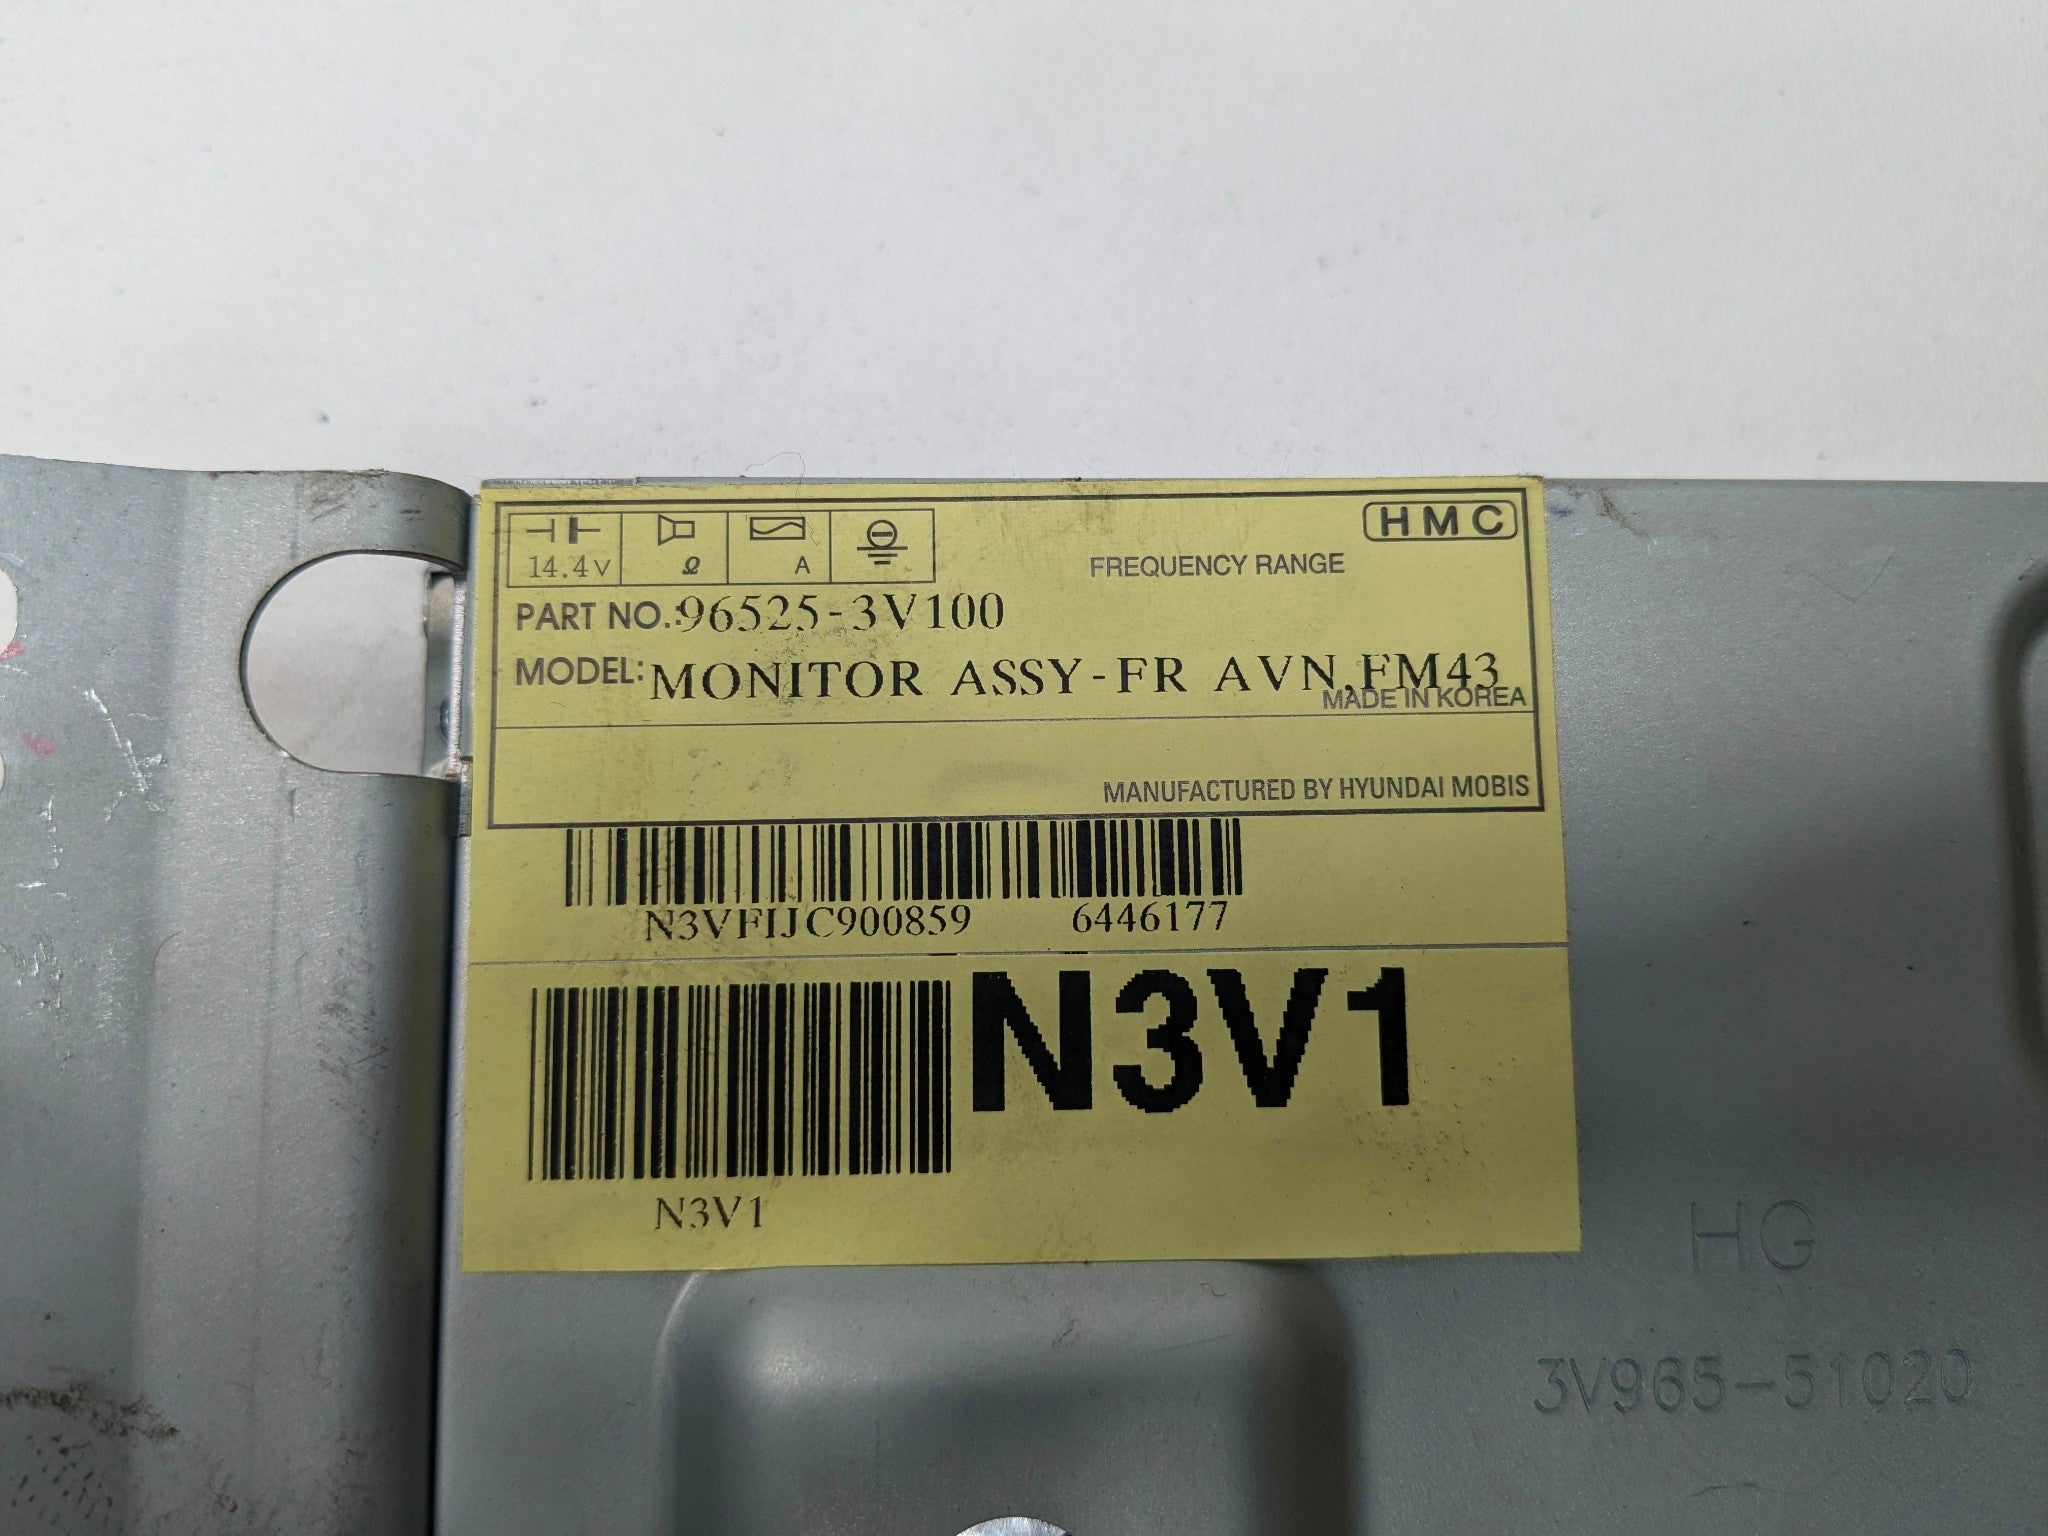 HMC
14.4V Ω A
FREQUENCY RANGE
PART NO.:96525-3V100
MODEL:MONITOR ASSY-FR AVN,FM43
MADE IN KOREA
MANUFACTURED BY HYUNDAI MOBIS
N3VFIJC900859 6446177
N3V1
N3V1
HG
3V965-51020